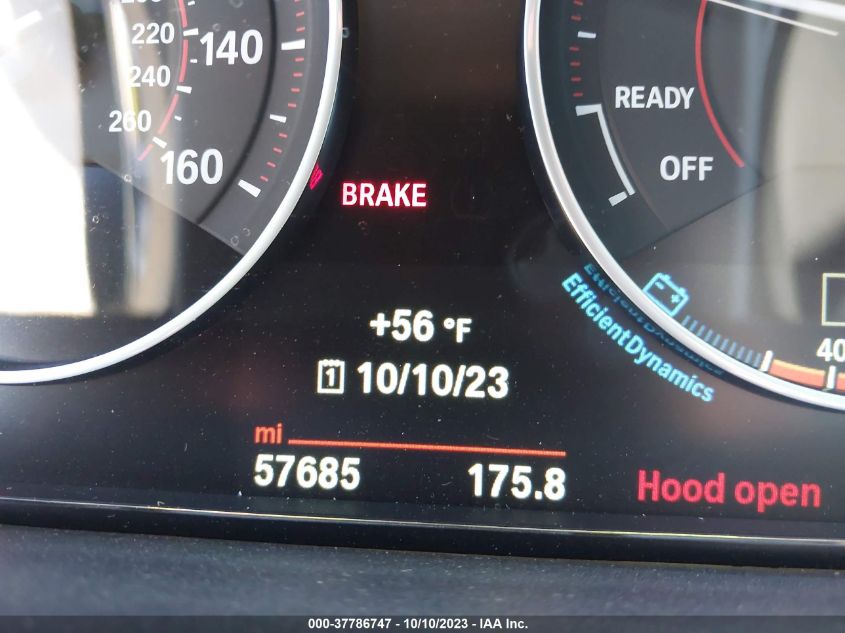 220
140
240
260
160
BRAKE
READY
OFF
EfficientDynamics
+56 °F
1 10/10/23
40
mi
57685 175.8
Hood open
000-37786747 - 10/10/2023 - IAA Inc.